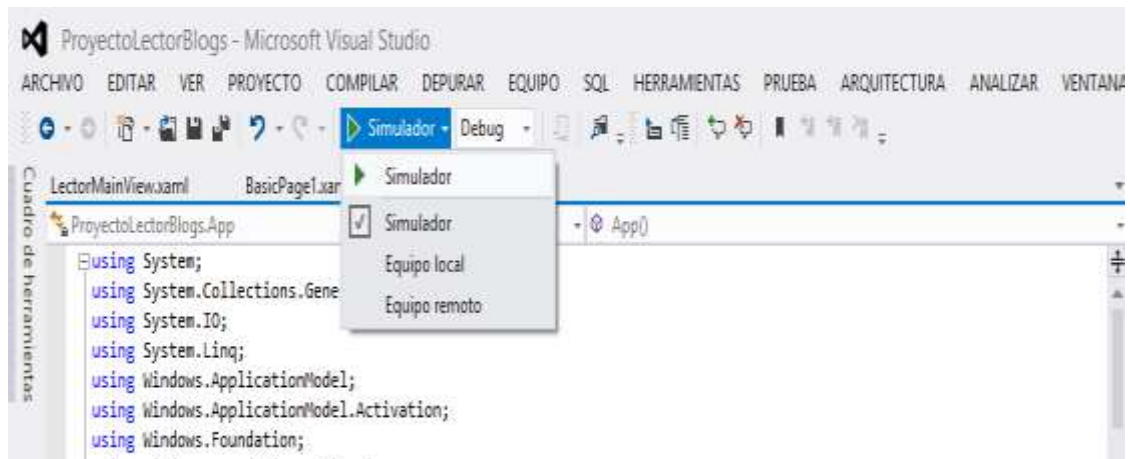 ProyectoLectorBlogs - Microsoft Visual Studio
ARCHIVO EDITAR VER PROYECTO COMPILAR DEPURAR EQUIPO SQL HERRAMIENTAS PRUEBA ARQUITECTURA ANALIZAR VENTANA
Simulador Debug
Simulador
Simulador
Equipo local
Equipo remoto
Cuadro de herramientas
LectorMainView.xaml BasicPage1.xar
ProyectoLectorBlogs.App App()
using System;
using System.Collections.Gene
using System.IO;
using System.Linq;
using Windows.ApplicationModel;
using Windows.ApplicationModel.Activation;
using Windows.Foundation;